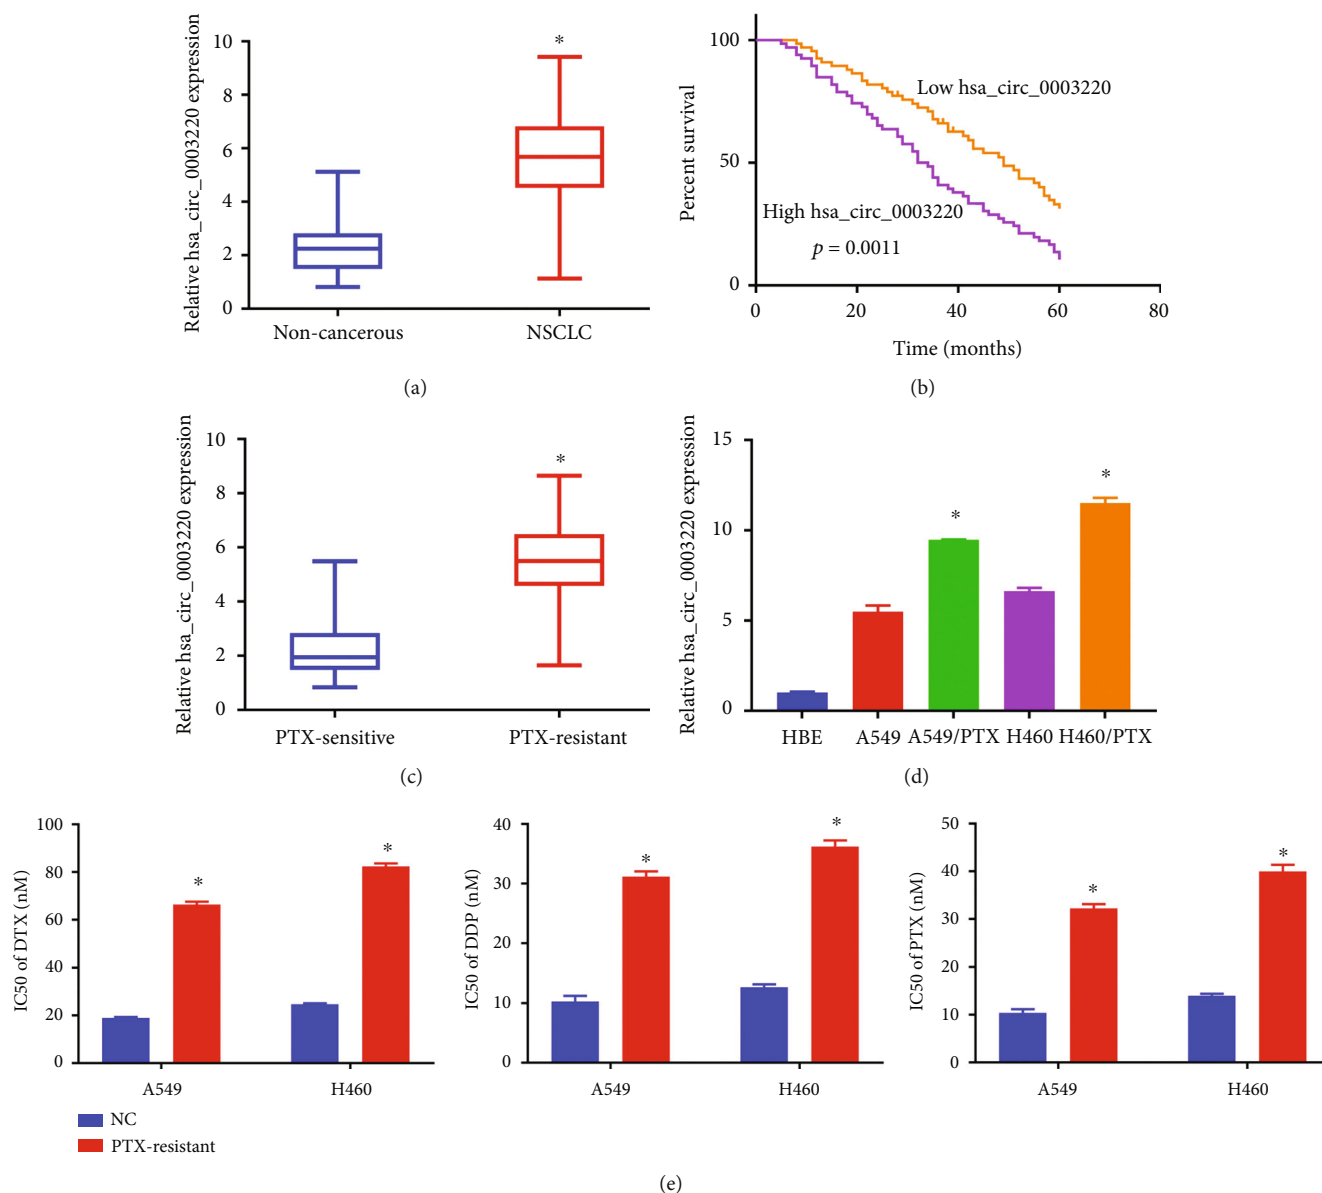 Relative hsa_circ_0003220 expression
10
8
6
4
2
0
*
Non-cancerous
NSCLC
(a)
Percent survival
100
50
0
Low hsa_circ_0003220
High hsa_circ_0003220
p = 0.0011
0
20
40
60
80
Time (months)
(b)
Relative hsa_circ_0003220 expression
10
8
6
4
2
0
*
PTX-sensitive
PTX-resistant
(c)
Relative hsa_circ_0003220 expression
15
10
5
0
*
*
HBE
A549
A549/PTX
H460
H460/PTX
(d)
IC50 of DTX (nM)
100
80
60
40
20
0
*
*
A549
H460
IC50 of DDP (nM)
40
30
20
10
0
*
*
A549
H460
IC50 of PTX (nM)
50
40
30
20
10
0
*
*
A549
H460
NC
PTX-resistant
(e)